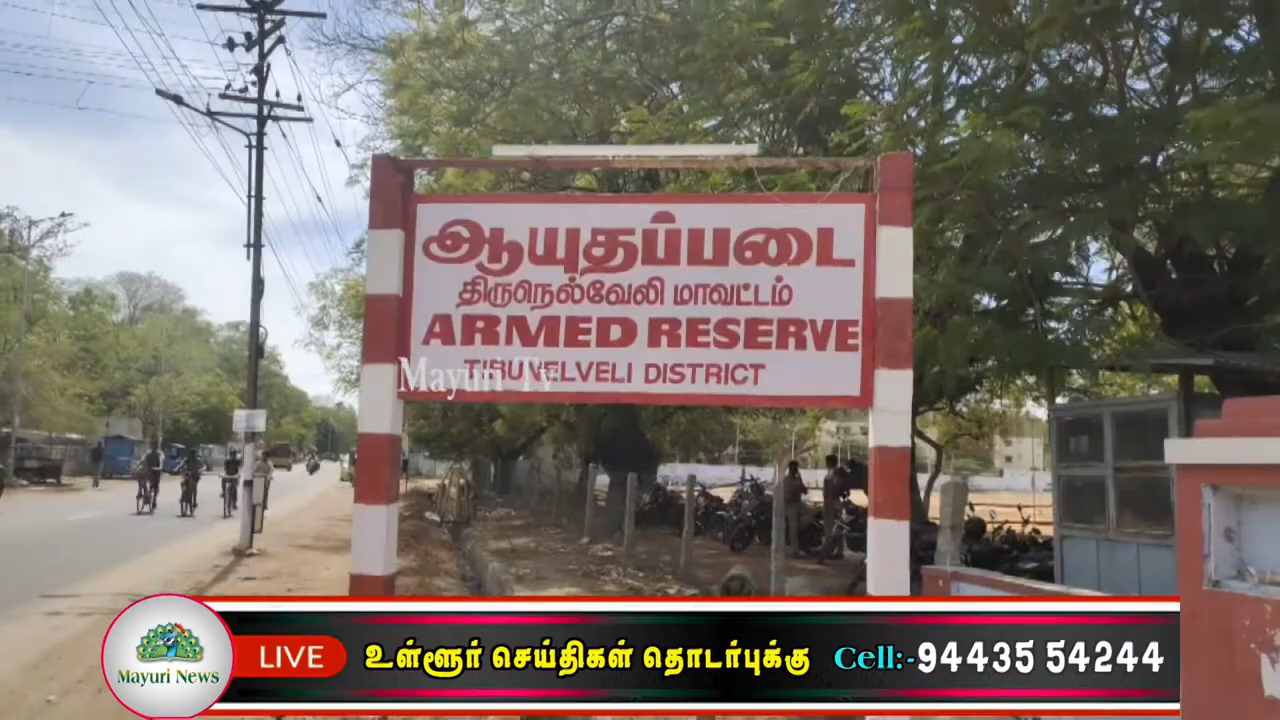 ஆயுதப்படை
திருநெல்வேலி மாவட்டம்
ARMED RESERVE
TIRUNELVELI DISTRICT
Mayuri Tv
Mayuri News
LIVE
உள்ளூர் செய்திகள் தொடர்புக்கு Cell:-94435 54244